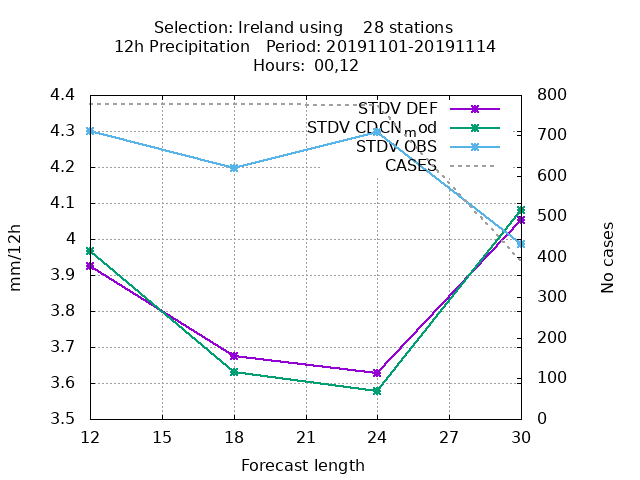 Selection: Ireland using    28 stations
12h Precipitation   Period: 20191101-20191114
Hours:  00,12
4.4
4.3
4.2
4.1
4
3.9
3.8
3.7
3.6
3.5
800
700
600
500
400
300
200
100
0
12
15
18
21
24
27
30
mm/12h
No cases
Forecast length
STDV DEF
STDV CDCN_mod
STDV OBS
CASES